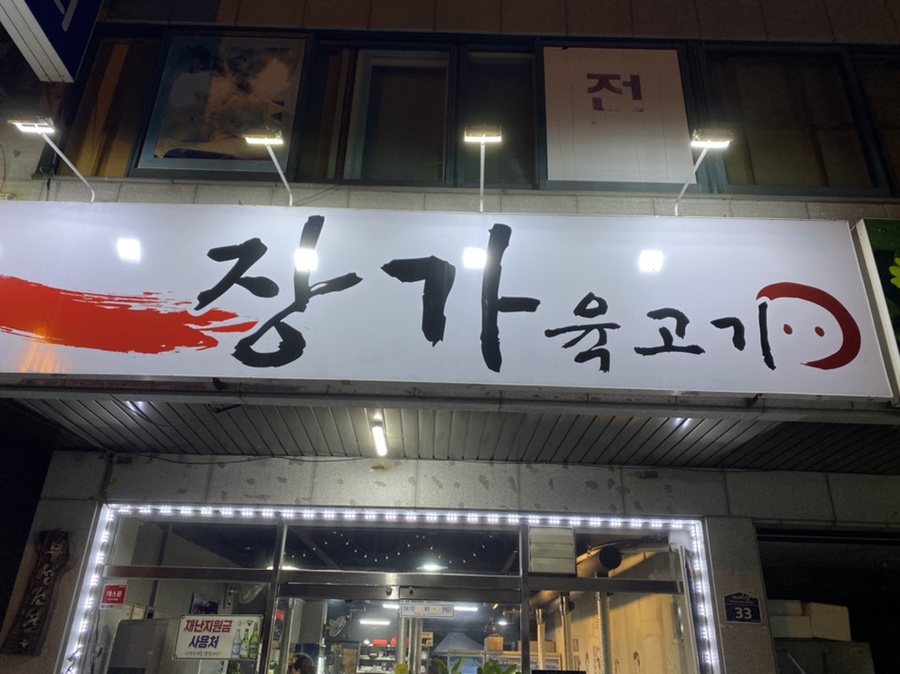 전
장가 육고기
재난지원금
사용처
33